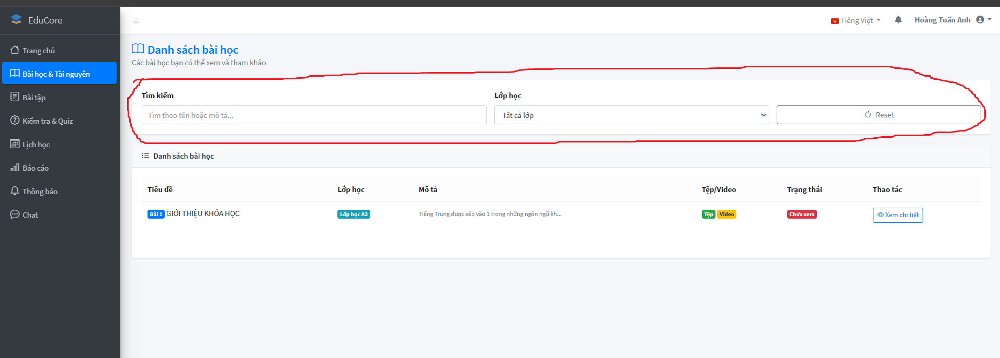 EduCore
Tiếng Việt
Hoàng Tuấn Anh
Trang chủ
Bài học & Tài nguyên
Bài tập
Kiểm tra & Quiz
Lịch học
Báo cáo
Thông báo
Chat
Danh sách bài học
Các bài học bạn có thể xem và tham khảo
Tìm kiếm
Lớp học
Tìm theo tên hoặc mô tả...
Tất cả lớp
Reset
Danh sách bài học
Tiêu đề Lớp học Mô tả Tệp/Video Trạng thái Thao tác
Bài 1 GIỚI THIỆU KHÓA HỌC Lớp học A2 Tiếng Trung được xếp vào 1 trong những ngôn ngữ kh... Tệp Video Chưa xem Xem chi tiết